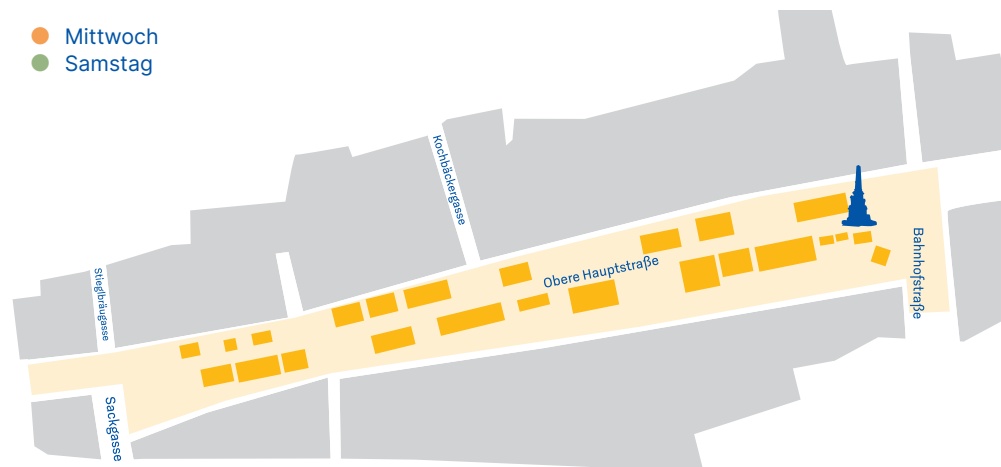 Mittwoch
Samstag
Kochbäckergasse
Stieglbräugasse
Obere Hauptstraße
Bahnhofstraße
Sackgasse